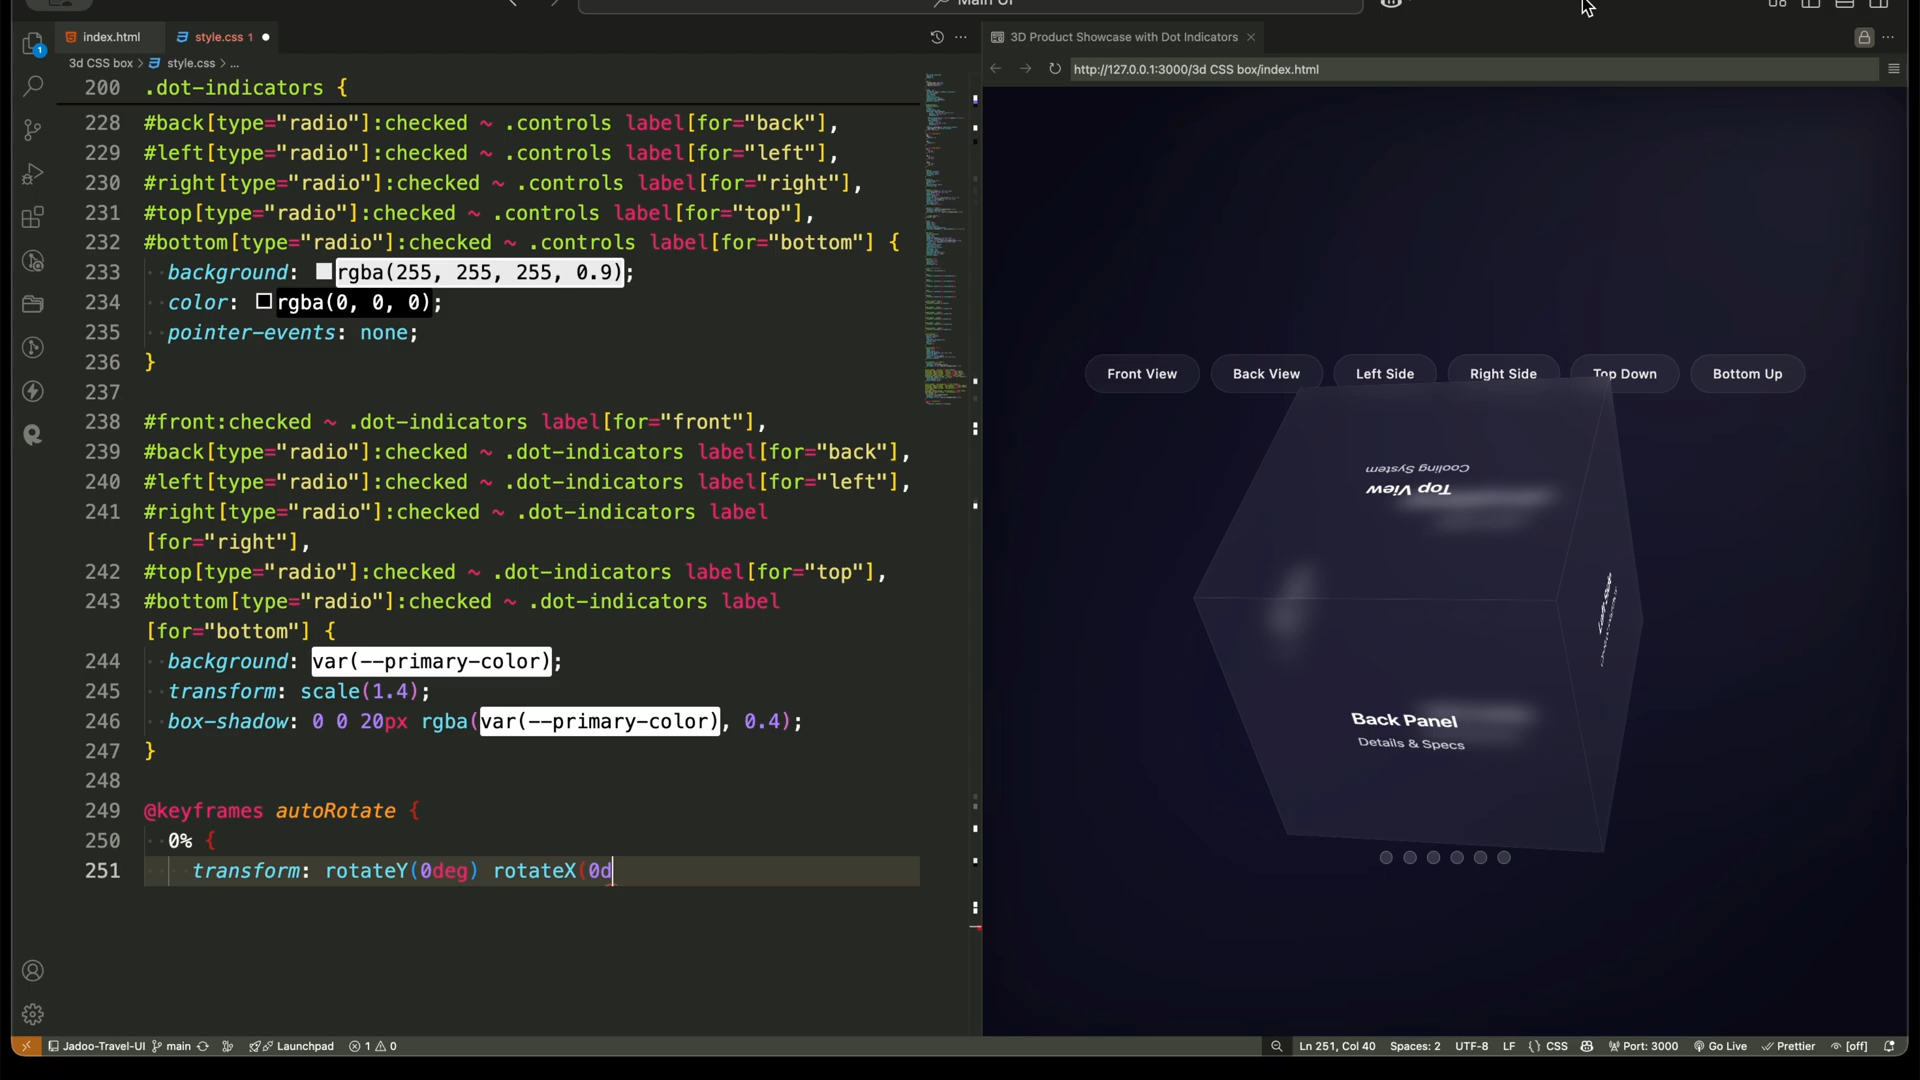 Main UI
index.html
style.css 1
3D Product Showcase with Dot Indicators
3d CSS box > style.css > ...
http://127.0.0.1:3000/3d CSS box/index.html
200 .dot-indicators {
228 #back[type="radio"]:checked ~ .controls label[for="back"],
229 #left[type="radio"]:checked ~ .controls label[for="left"],
230 #right[type="radio"]:checked ~ .controls label[for="right"],
231 #top[type="radio"]:checked ~ .controls label[for="top"],
232 #bottom[type="radio"]:checked ~ .controls label[for="bottom"] {
233 background: rgba(255, 255, 255, 0.9);
234 color: rgba(0, 0, 0);
235 pointer-events: none;
236 }
237
238 #front:checked ~ .dot-indicators label[for="front"],
239 #back[type="radio"]:checked ~ .dot-indicators label[for="back"],
240 #left[type="radio"]:checked ~ .dot-indicators label[for="left"],
241 #right[type="radio"]:checked ~ .dot-indicators label
[for="right"],
242 #top[type="radio"]:checked ~ .dot-indicators label[for="top"],
243 #bottom[type="radio"]:checked ~ .dot-indicators label
[for="bottom"] {
244 background: var(--primary-color);
245 transform: scale(1.4);
246 box-shadow: 0 0 20px rgba(var(--primary-color), 0.4);
247 }
248
249 @keyframes autoRotate {
250 0% {
251 transform: rotateY(0deg) rotateX(0d
1
Front View
Back View
Left Side
Right Side
Top Down
Bottom Up
Cooling System
Top View
Back Panel
Details & Specs
Jadoo-Travel-UI
main
Launchpad
1
0
Ln 251, Col 40
Spaces: 2
UTF-8
LF
{} CSS
Port: 3000
Go Live
Prettier
[off]